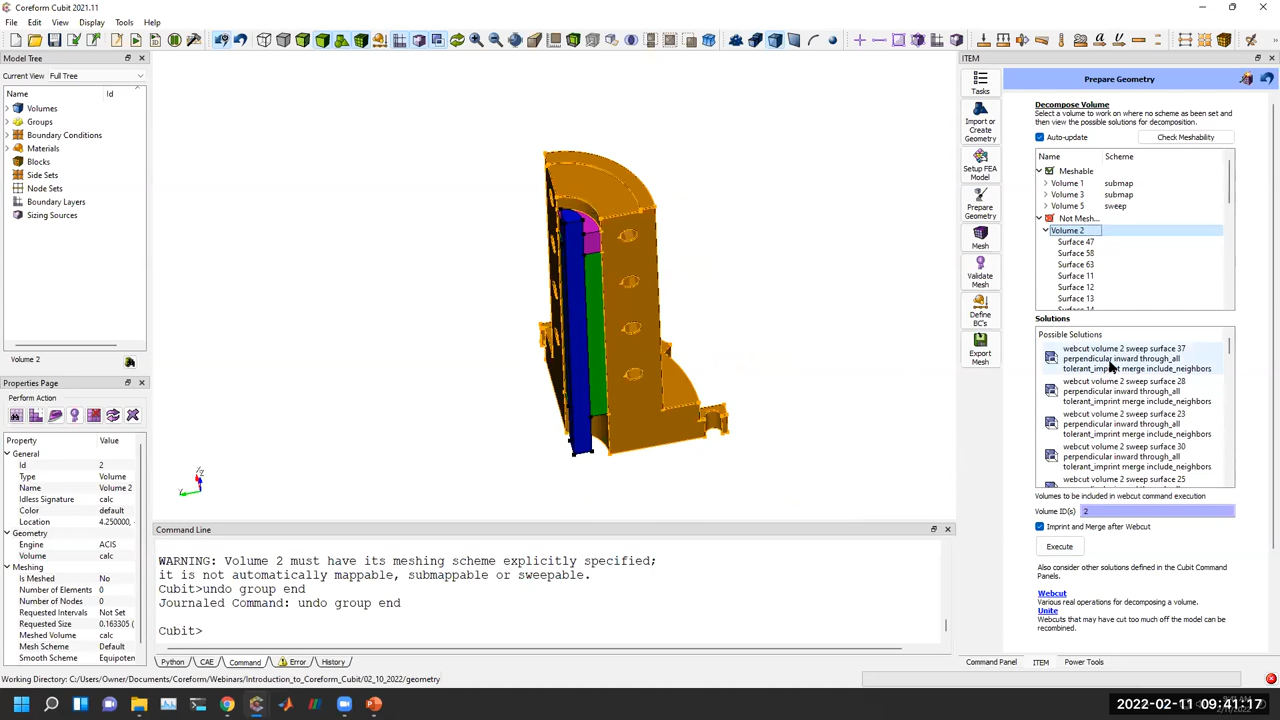 Coreform Cubit 2021.11
File Edit View Display Tools Help
Model Tree
Current View Full Tree
Name Id
Volumes
Groups
Boundary Conditions
Materials
Blocks
Side Sets
Node Sets
Boundary Layers
Sizing Sources
Volume 2
Properties Page
Perform Action
Property Value
General
Id 2
Type Volume
Name Volume 2
Idless Signature calc
Color default
Location 4.250000,
Geometry
Engine ACIS
Volume calc
Meshing
Is Meshed No
Number of Elements 0
Number of Nodes 0
Requested Intervals Not Set
Requested Size 0.163305 (
Meshed Volume calc
Mesh Scheme Default
Smooth Scheme Equipoten
Z
Y
Command Line
WARNING: Volume 2 must have its meshing scheme explicitly specified;
it is not automatically mappable, submappable or sweepable.
Cubit>undo group end
Journaled Command: undo group end
Cubit>
Python CAE Command Error History
ITEM
Tasks
Import or
Create
Geometry
Setup FEA
Model
Prepare
Geometry
Mesh
Validate
Mesh
Define
BC's
Export
Mesh
Prepare Geometry
Decompose Volume
Select a volume to work on where no scheme as been set and
then view the possible solutions for decomposition.
Auto-update Check Meshability
Name Scheme
Meshable
Volume 1 submap
Volume 3 submap
Volume 5 sweep
Not Mesh...
Volume 2
Surface 47
Surface 58
Surface 63
Surface 11
Surface 12
Surface 13
Surface 14
Solutions
Possible Solutions
webcut volume 2 sweep surface 37
perpendicular inward through_all
tolerant_imprint merge include_neighbors
webcut volume 2 sweep surface 28
perpendicular inward through_all
tolerant_imprint merge include_neighbors
webcut volume 2 sweep surface 23
perpendicular inward through_all
tolerant_imprint merge include_neighbors
webcut volume 2 sweep surface 30
perpendicular inward through_all
tolerant_imprint merge include_neighbors
webcut volume 2 sweep surface 25
Volumes to be included in webcut command execution
Volume ID(s) 2
Imprint and Merge after Webcut
Execute
Also consider other solutions defined in the Cubit Command
Panels.
Webcut
Various real operations for decomposing a volume.
Unite
Webcuts that may have cut too much off the model can be
recombined.
Command Panel ITEM Power Tools
Working Directory: C:/Users/Owner/Documents/Coreform/Webinars/Introduction_to_Coreform_Cubit/02_10_2022/geometry
2022-02-11 09:41:17